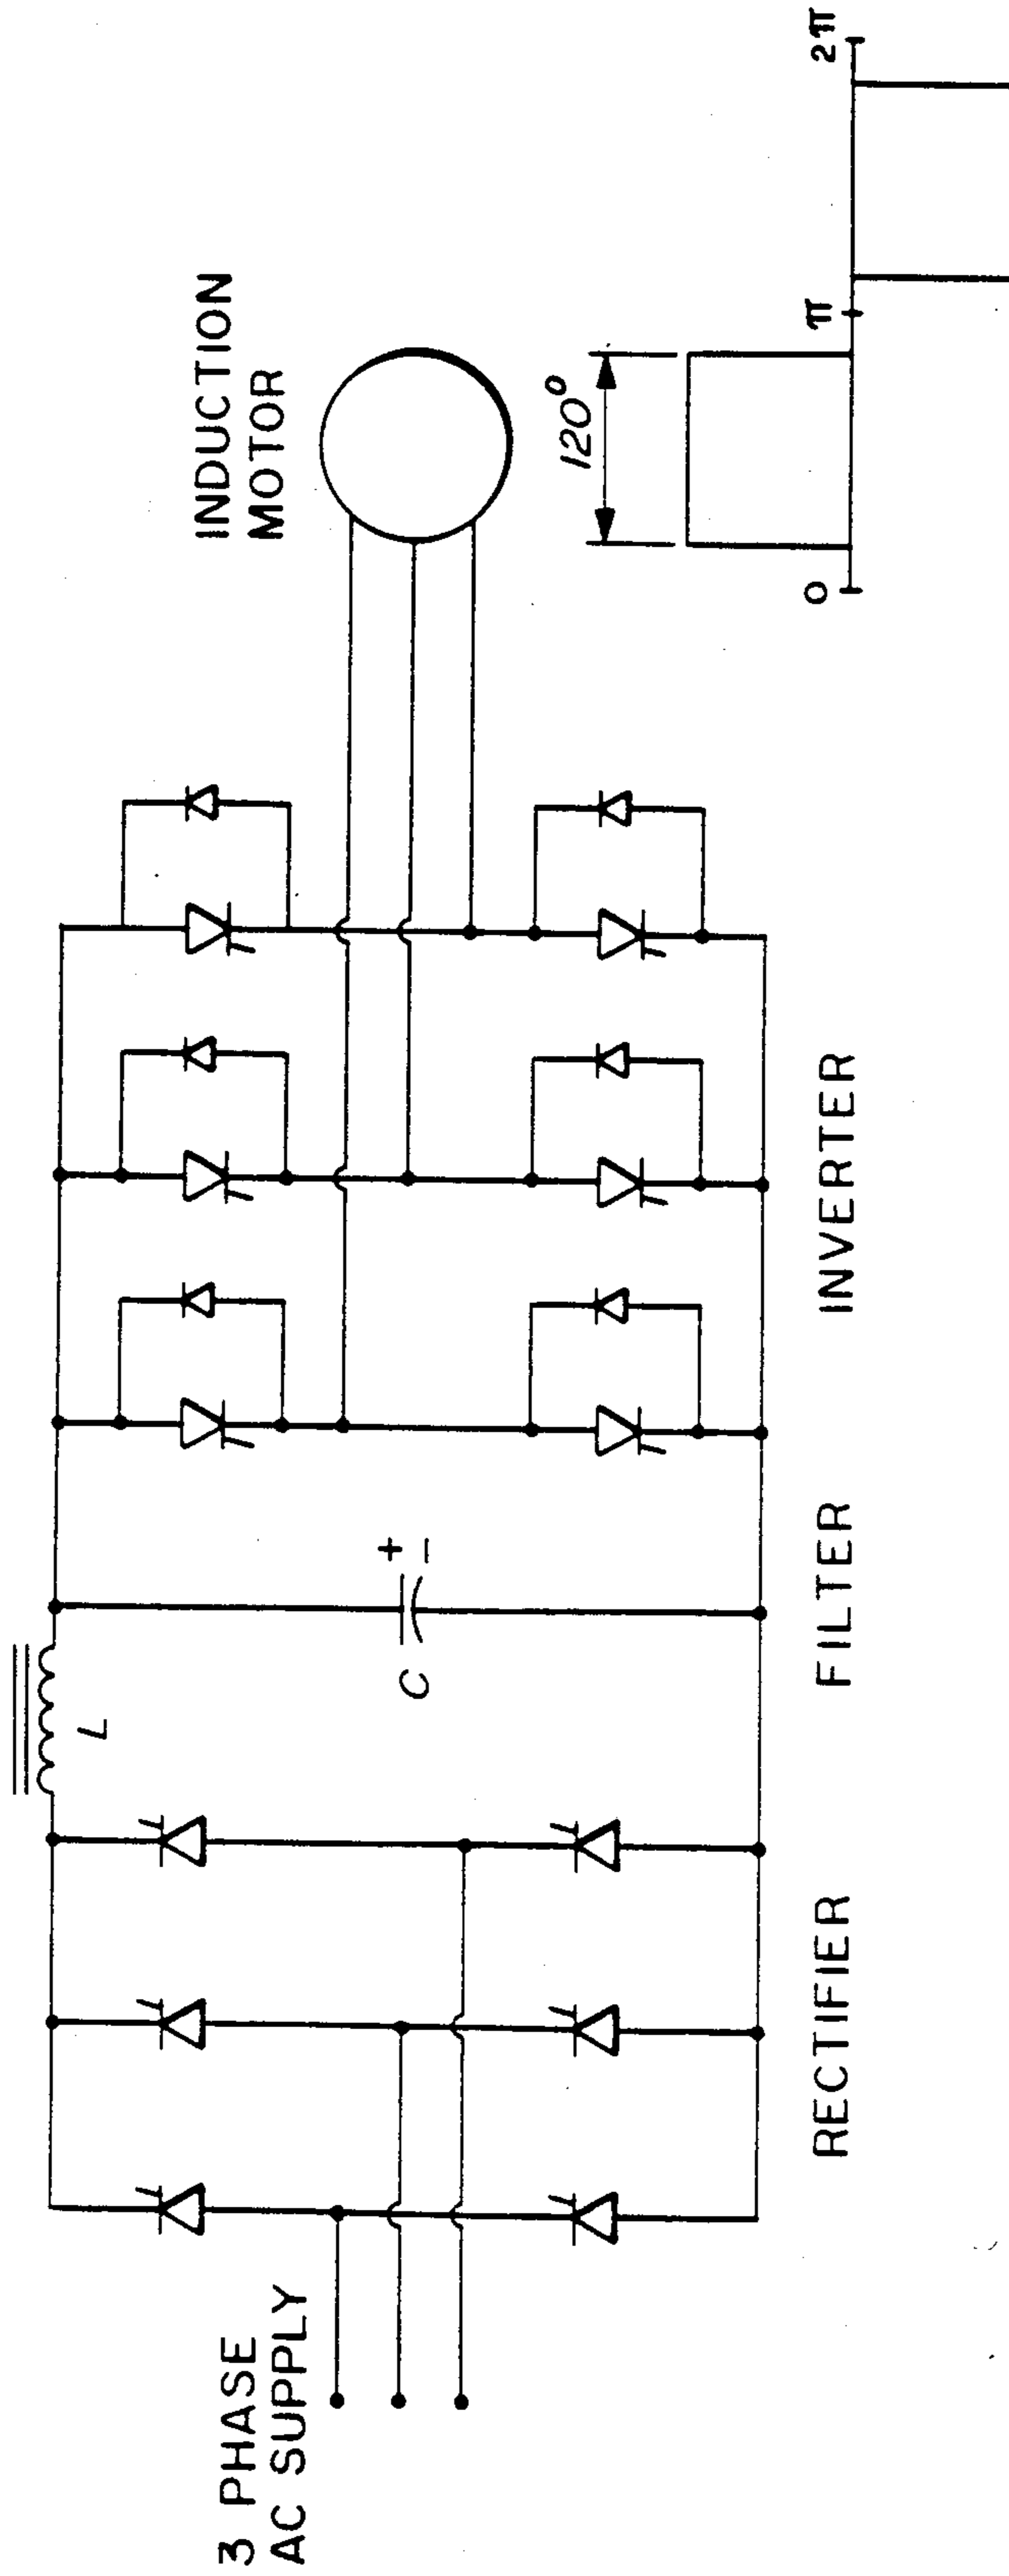 3 PHASE
AC SUPPLY
RECTIFIER
L
C
+
−
FILTER
INVERTER
INDUCTION
MOTOR
120°
0
π
2π